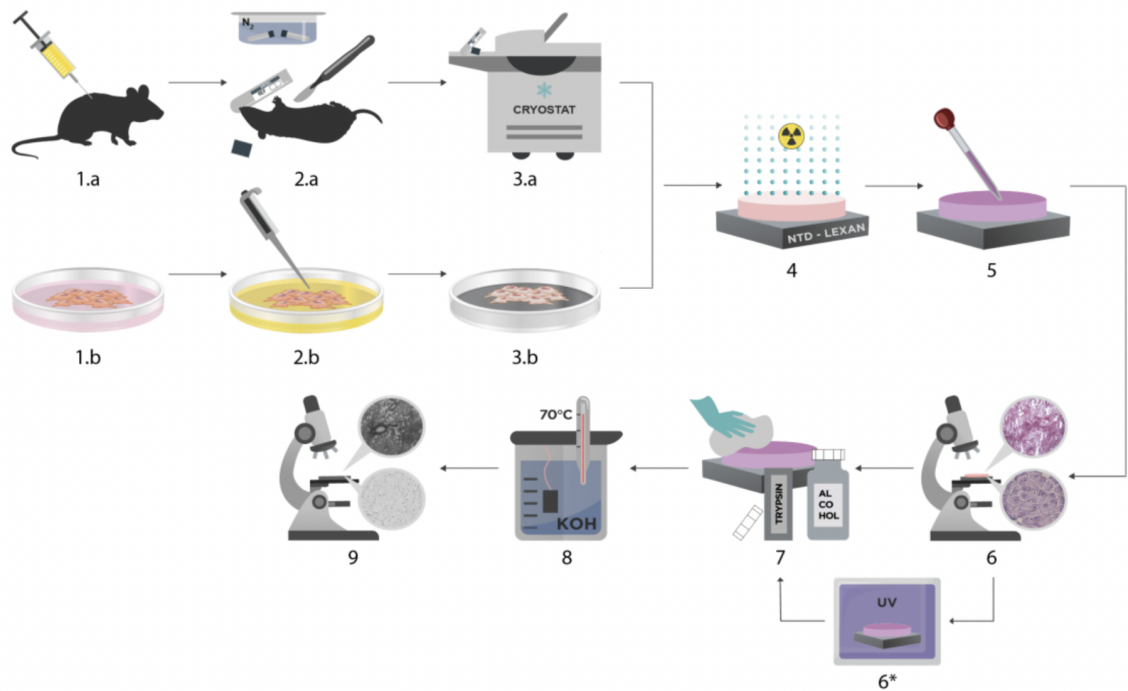 N2
CRYOSTAT
1.a
2.a
3.a
NTD - LEXAN
4
5
1.b
2.b
3.b
70°C
KOH
TRYPSIN
AL
CO
HOL
9
8
7
6
UV
6*